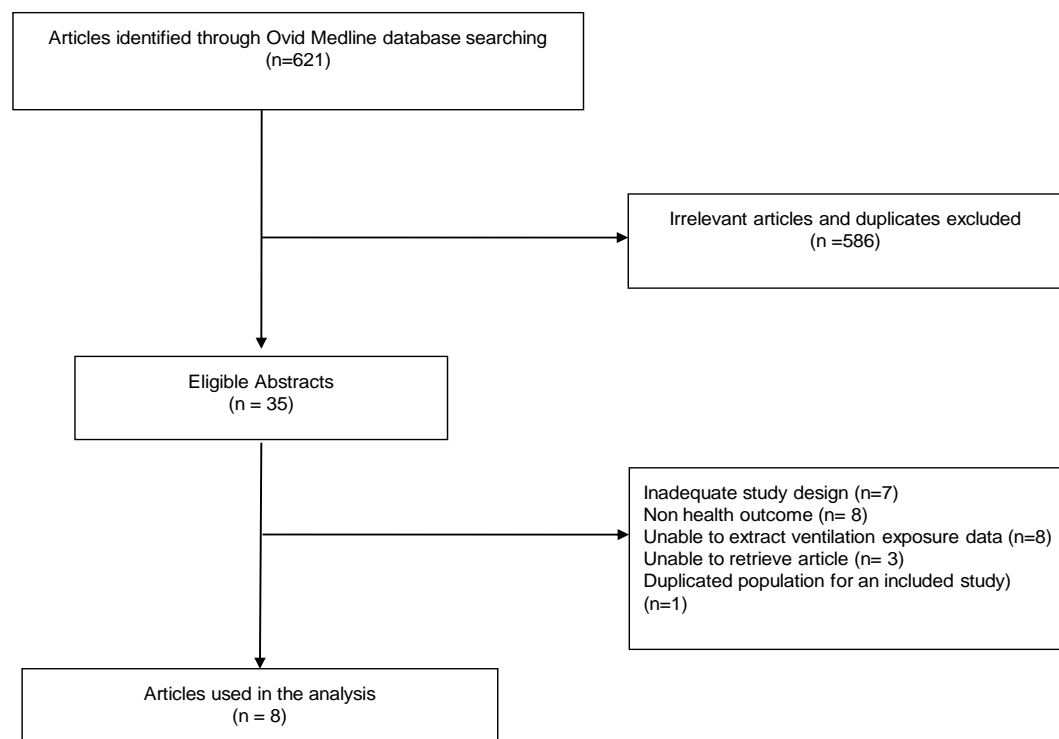 Articles identified through Ovid Medline database searching
(n=621)
Irrelevant articles and duplicates excluded
(n =586)
Eligible Abstracts
(n = 35)
Inadequate study design (n=7)
Non health outcome (n= 8)
Unable to extract ventilation exposure data (n=8)
Unable to retrieve article (n= 3)
Duplicated population for an included study)
(n=1)
Articles used in the analysis
(n = 8)